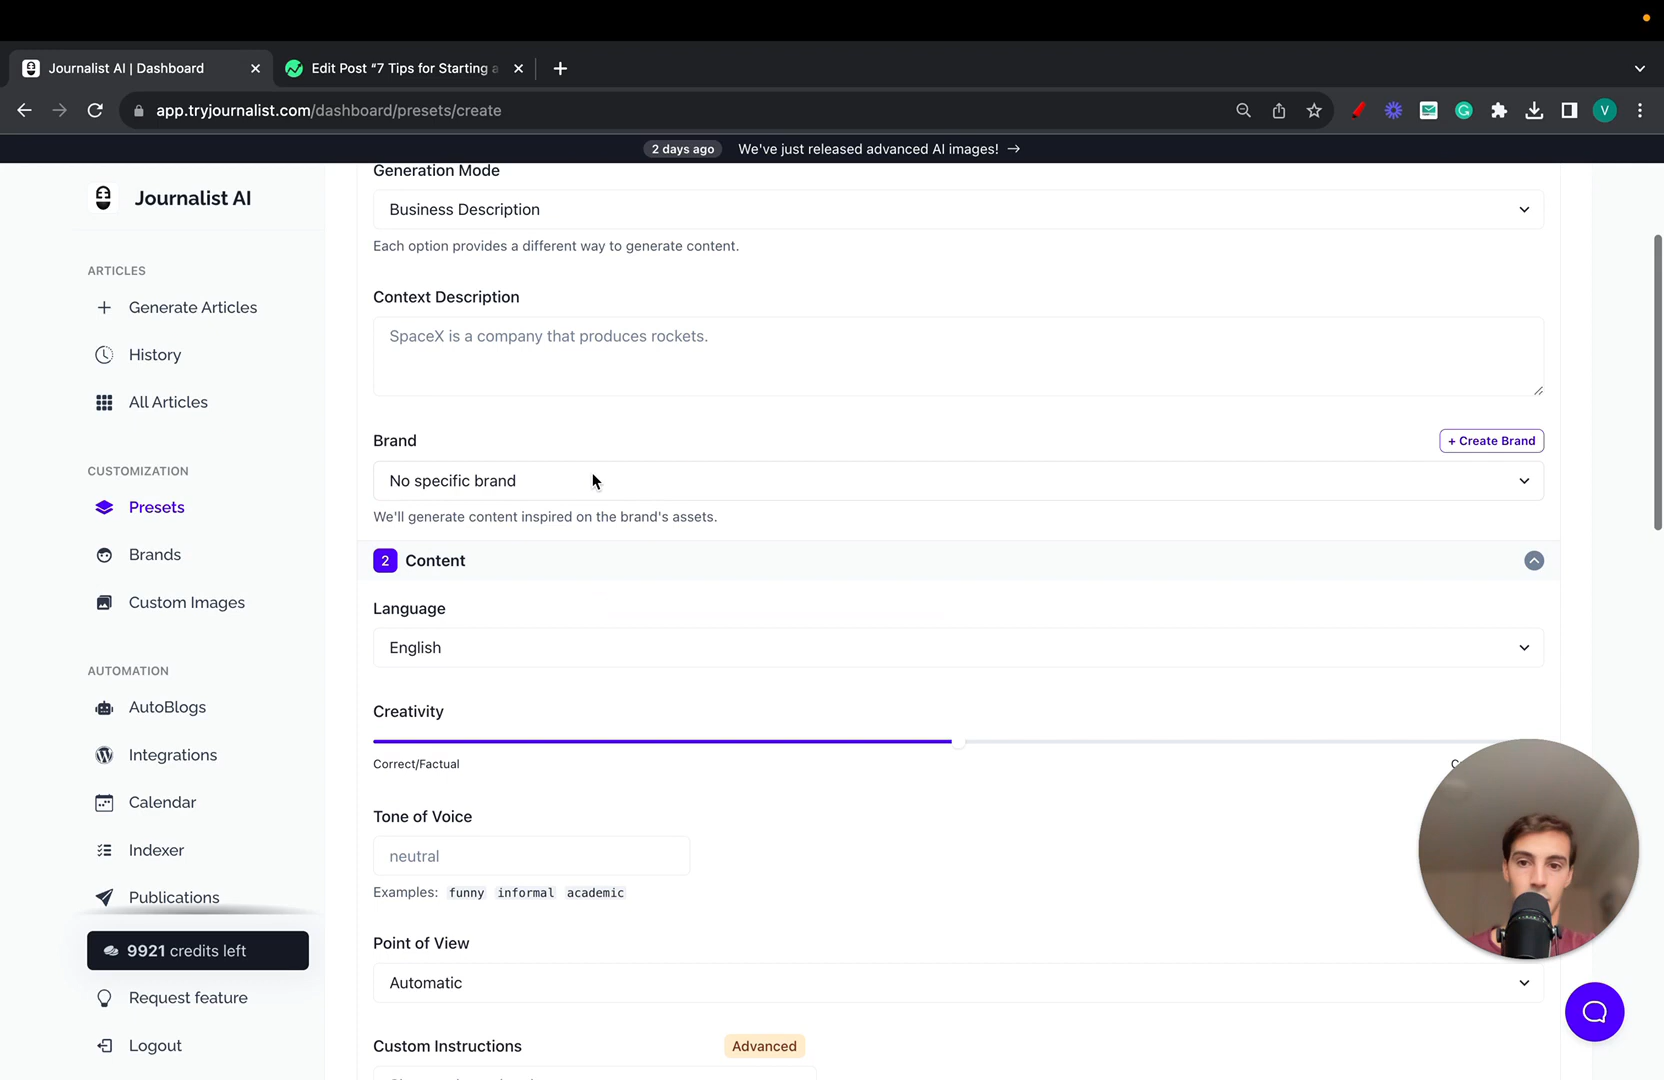 Journalist AI | Dashboard
Edit Post “7 Tips for Starting a
app.tryjournalist.com/dashboard/presets/create
V
2 days ago We've just released advanced AI images! →
Journalist AI
ARTICLES
Generate Articles
History
All Articles
CUSTOMIZATION
Presets
Brands
Custom Images
AUTOMATION
AutoBlogs
Integrations
Calendar
Indexer
Publications
9921 credits left
Request feature
Logout
Generation Mode
Business Description
Each option provides a different way to generate content.
Context Description
SpaceX is a company that produces rockets.
Brand
+ Create Brand
No specific brand
We'll generate content inspired on the brand's assets.
2 Content
Language
English
Creativity
Correct/Factual
Tone of Voice
neutral
Examples: funny informal academic
Point of View
Automatic
Custom Instructions Advanced